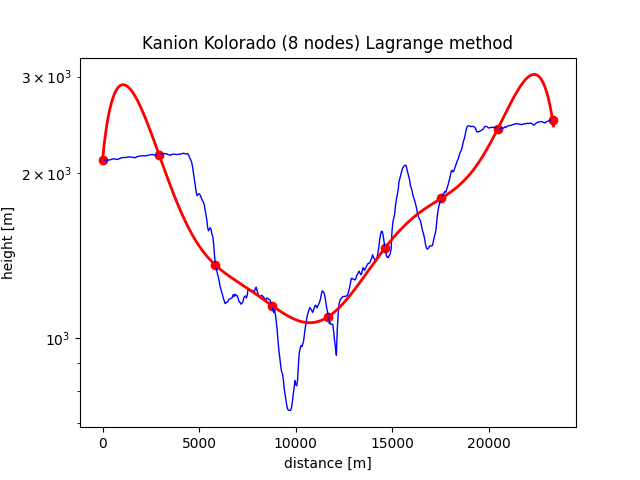 Kanion Kolorado (8 nodes) Lagrange method
height [m]
3 × 10³
2 × 10³
10³
0 5000 10000 15000 20000
distance [m]